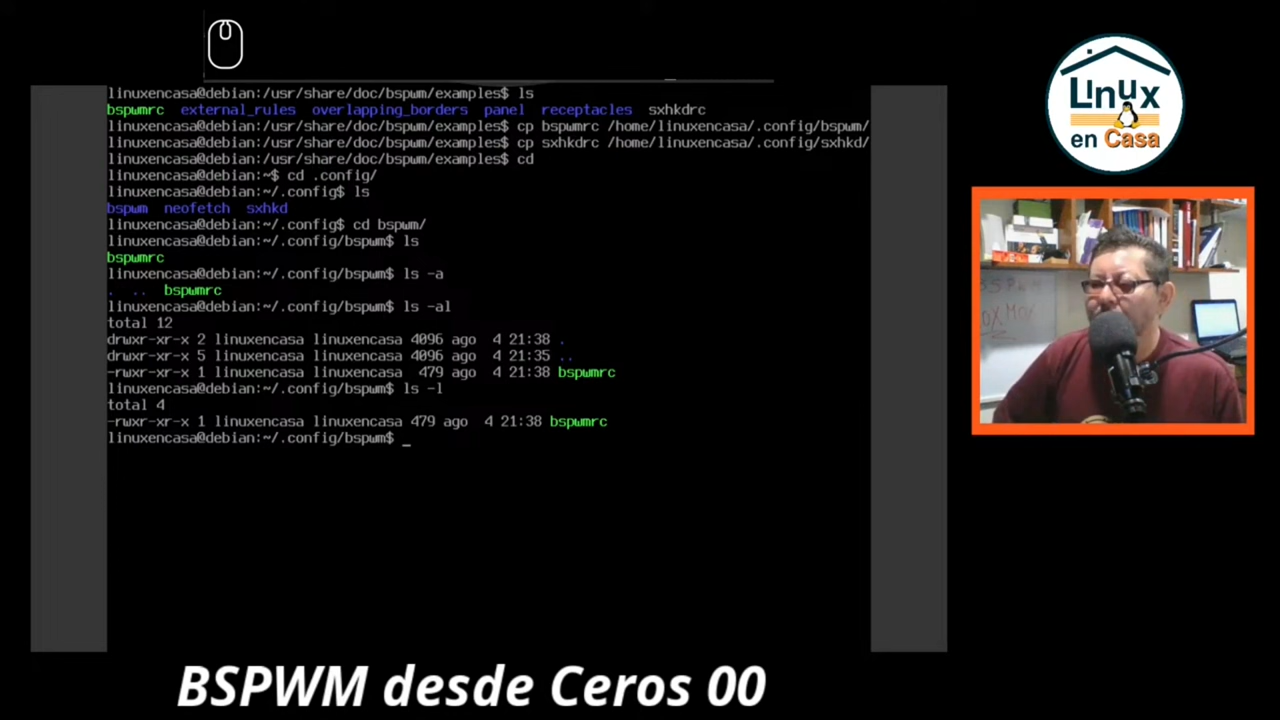 linuxencasa@debian:/usr/share/doc/bspwm/examples$ ls
bspwmrc external_rules overlapping_borders panel receptacles sxhkdrc
linuxencasa@debian:/usr/share/doc/bspwm/examples$ cp bspwmrc /home/linuxencasa/.config/bspwm/
linuxencasa@debian:/usr/share/doc/bspwm/examples$ cp sxhkdrc /home/linuxencasa/.config/sxhkd/
linuxencasa@debian:/usr/share/doc/bspwm/examples$ cd
linuxencasa@debian:~$ cd .config/
linuxencasa@debian:~/.config$ ls
bspwm neofetch sxhkd
linuxencasa@debian:~/.config$ cd bspwm/
linuxencasa@debian:~/.config/bspwm$ ls
bspwmrc
linuxencasa@debian:~/.config/bspwm$ ls -a
. .. bspwmrc
linuxencasa@debian:~/.config/bspwm$ ls -al
total 12
drwxr-xr-x 2 linuxencasa linuxencasa 4096 ago 4 21:38 .
drwxr-xr-x 5 linuxencasa linuxencasa 4096 ago 4 21:35 ..
-rwxr-xr-x 1 linuxencasa linuxencasa 479 ago 4 21:38 bspwmrc
linuxencasa@debian:~/.config/bspwm$ ls -l
total 4
-rwxr-xr-x 1 linuxencasa linuxencasa 479 ago 4 21:38 bspwmrc
linuxencasa@debian:~/.config/bspwm$ _
Linux
en Casa
BSPWM desde Ceros 00